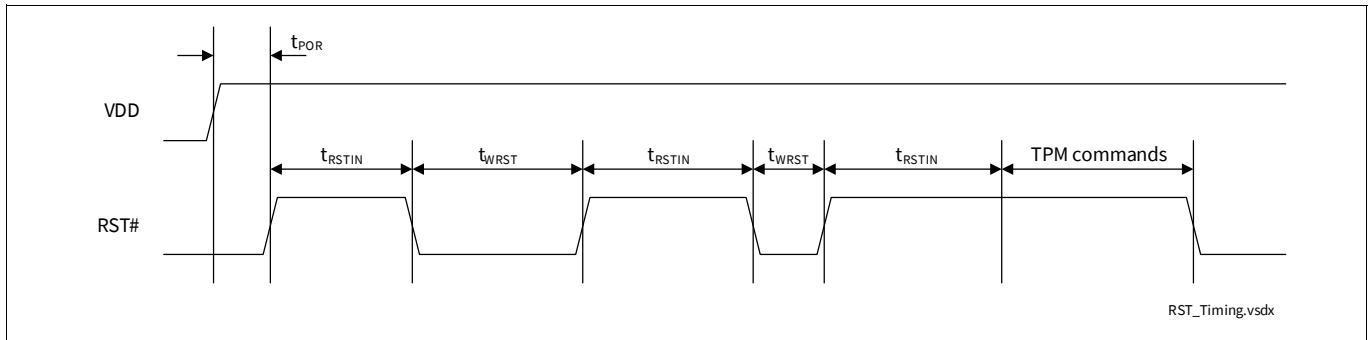 tPOR
VDD
tRSTIN tWRST tRSTIN tWRST tRSTIN TPM commands
RST#
RST_Timing.vsdx